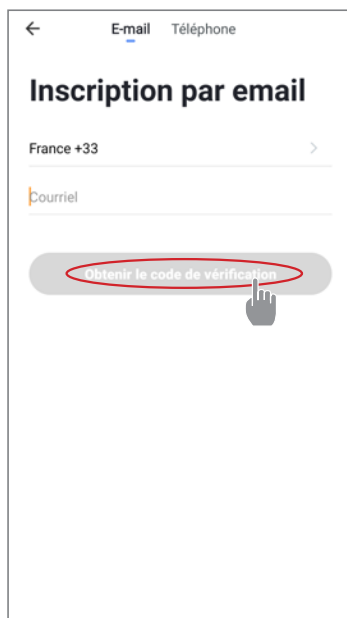 E-mail Téléphone
Inscription par email
France +33
Courriel
Obtenir le code de vérification